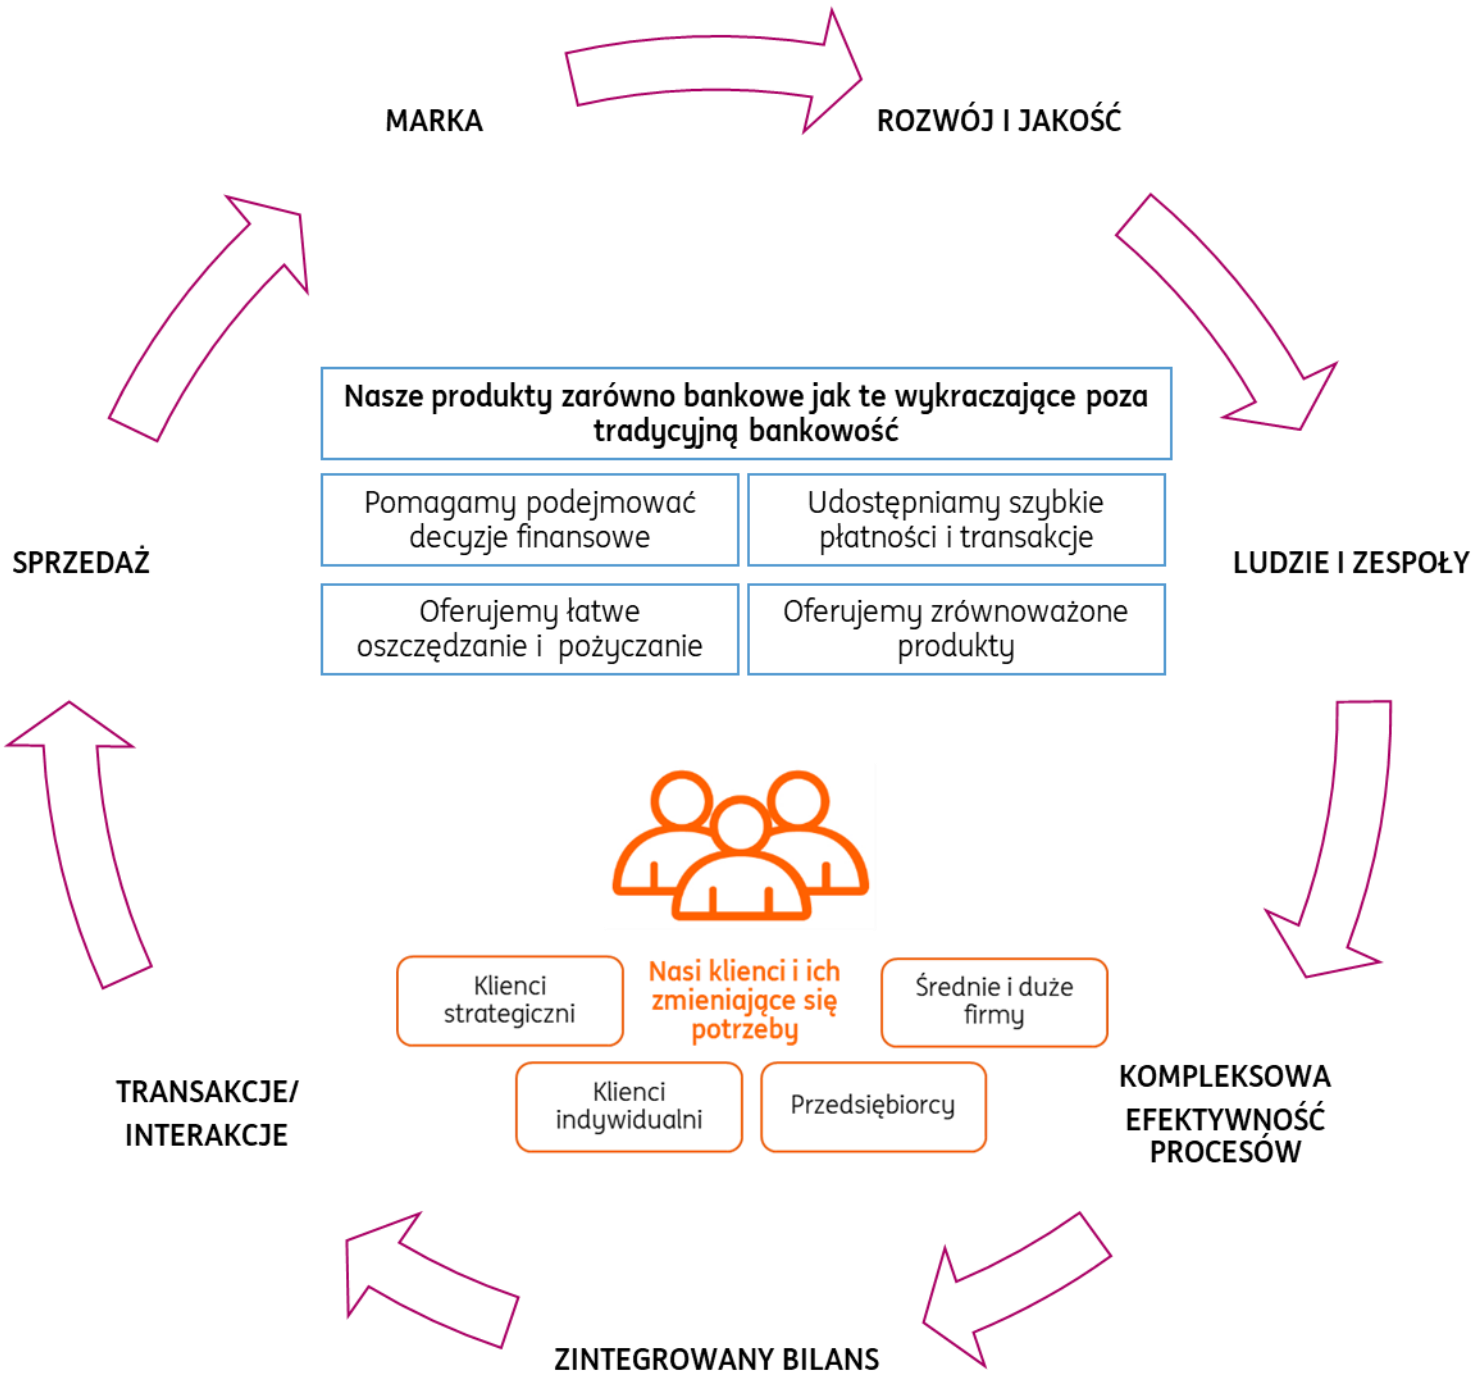 MARKA
ROZWÓJ I JAKOŚĆ
Nasze produkty zarówno bankowe jak te wykraczające poza
tradycyjną bankowość
Pomagamy podejmować
decyzje finansowe
Udostępniamy szybkie
płatności i transakcje
SPRZEDAŻ
LUDZIE I ZESPOŁY
Oferujemy łatwe
oszczędzanie i pożyczanie
Oferujemy zrównoważone
produkty
Klienci
strategiczni
Nasi klienci i ich
zmieniające się
potrzeby
Średnie i duże
firmy
Klienci
indywidualni
Przedsiębiorcy
TRANSAKCJE/
INTERAKCJE
KOMPLEKSOWA
EFEKTYWNOŚĆ
PROCESÓW
ZINTEGROWANY BILANS